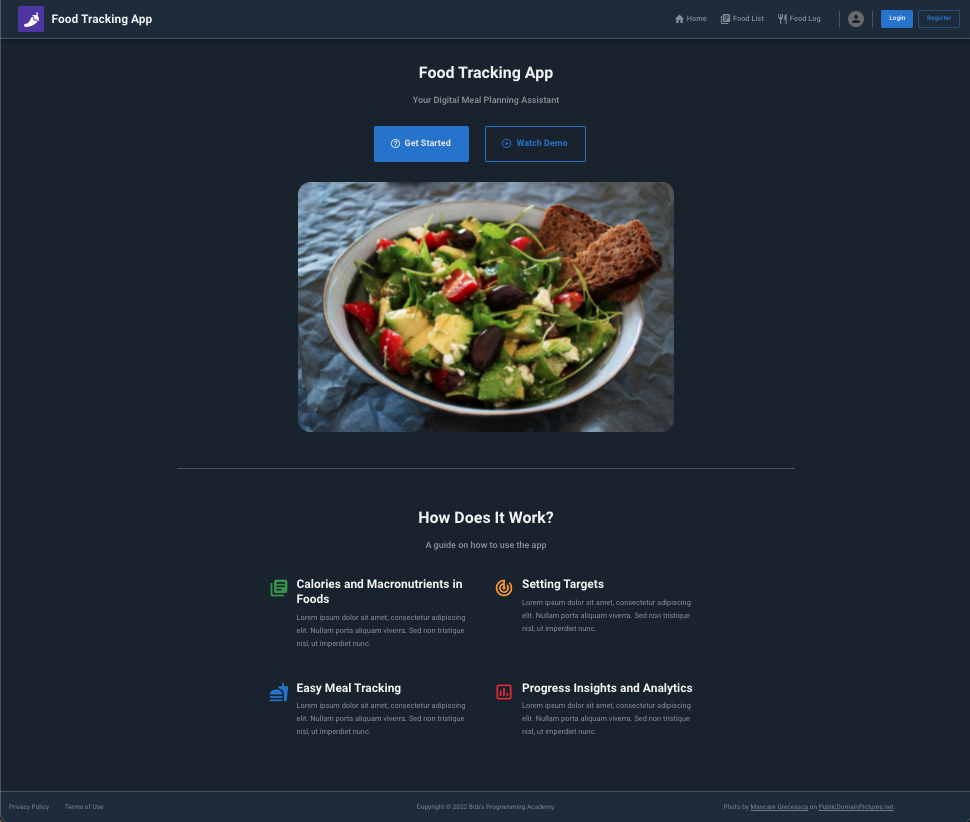 Food Tracking App
Home
Food List
Food Log
Login
Register
Food Tracking App
Your Digital Meal Planning Assistant
Get Started
Watch Demo
How Does It Work?
A guide on how to use the app
Calories and Macronutrients in
Foods
Lorem ipsum dolor sit amet, consectetur adipiscing
elit. Nullam porta aliquam viverra. Sed non tristique
nisl, ut imperdiet nunc.
Setting Targets
Lorem ipsum dolor sit amet, consectetur adipiscing
elit. Nullam porta aliquam viverra. Sed non tristique
nisl, ut imperdiet nunc.
Easy Meal Tracking
Lorem ipsum dolor sit amet, consectetur adipiscing
elit. Nullam porta aliquam viverra. Sed non tristique
nisl, ut imperdiet nunc.
Progress Insights and Analytics
Lorem ipsum dolor sit amet, consectetur adipiscing
elit. Nullam porta aliquam viverra. Sed non tristique
nisl, ut imperdiet nunc.
Privacy Policy
Terms of Use
Copyright © 2022 Bob's Programming Academy.
Photo by Mancare Greceasca on PublicDomainPictures.net.